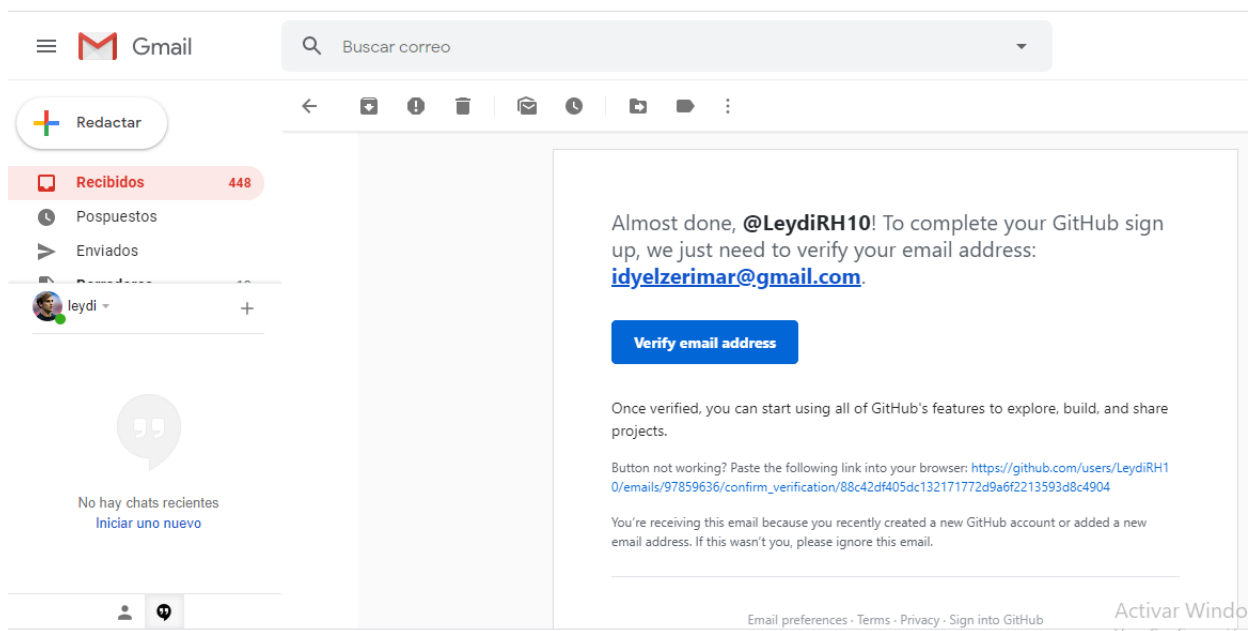 Gmail
Buscar correo
Redactar
Recibidos 448
Pospuestos
Enviados
leydi
No hay chats recientes
Iniciar uno nuevo
Almost done, @LeydiRH10! To complete your GitHub sign
up, we just need to verify your email address:
idyelzerimar@gmail.com.
Verify email address
Once verified, you can start using all of GitHub's features to explore, build, and share
projects.
Button not working? Paste the following link into your browser: https://github.com/users/LeydiRH1
0/emails/97859636/confirm_verification/88c42df405dc132171772d9a6f2213593d8c4904
You're receiving this email because you recently created a new GitHub account or added a new
email address. If this wasn't you, please ignore this email.
Email preferences · Terms · Privacy · Sign into GitHub
Activar Windo